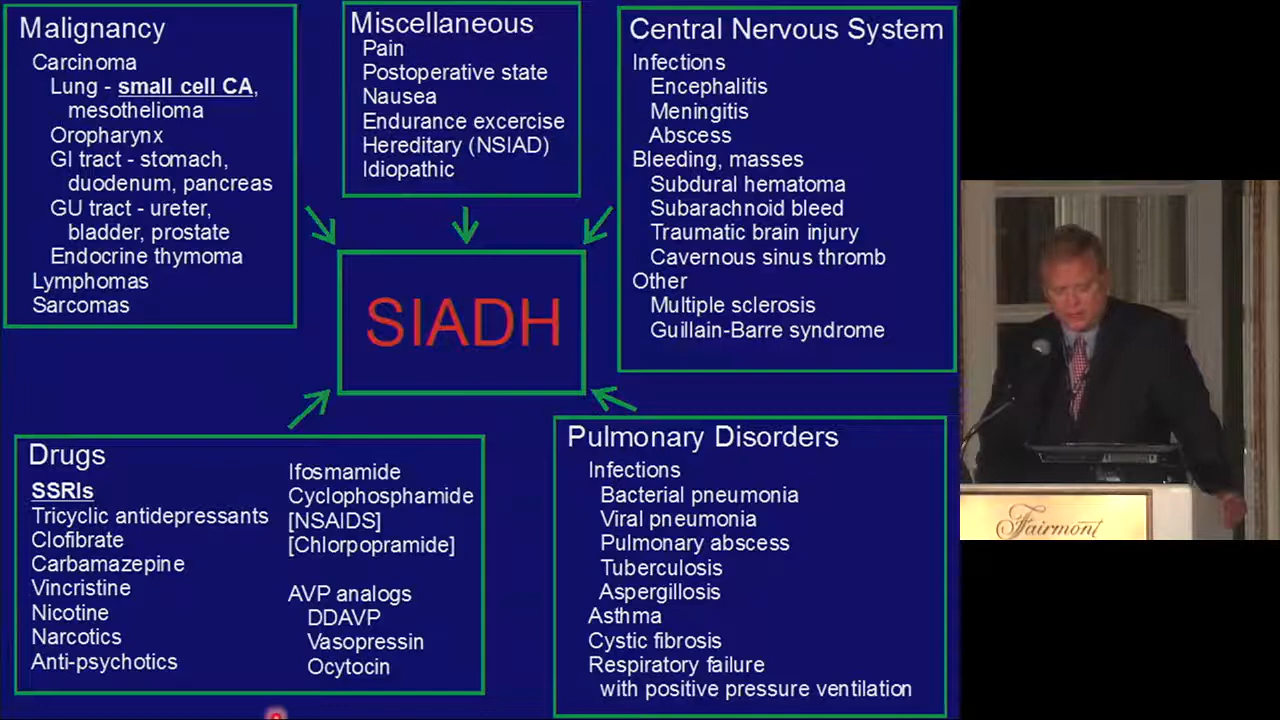 Malignancy
Carcinoma
Lung - small cell CA,
mesothelioma
Oropharynx
GI tract - stomach,
duodenum, pancreas
GU tract - ureter,
bladder, prostate
Endocrine thymoma
Lymphomas
Sarcomas
Miscellaneous
Pain
Postoperative state
Nausea
Endurance excercise
Hereditary (NSIAD)
Idiopathic
Central Nervous System
Infections
Encephalitis
Meningitis
Abscess
Bleeding, masses
Subdural hematoma
Subarachnoid bleed
Traumatic brain injury
Cavernous sinus thromb
Other
Multiple sclerosis
Guillain-Barre syndrome
SIADH
Drugs
SSRIs
Tricyclic antidepressants
Clofibrate
Carbamazepine
Vincristine
Nicotine
Narcotics
Anti-psychotics
Ifosmamide
Cyclophosphamide
[NSAIDS]
[Chlorpopramide]
AVP analogs
DDAVP
Vasopressin
Ocytocin
Pulmonary Disorders
Infections
Bacterial pneumonia
Viral pneumonia
Pulmonary abscess
Tuberculosis
Aspergillosis
Asthma
Cystic fibrosis
Respiratory failure
with positive pressure ventilation
Fairmont